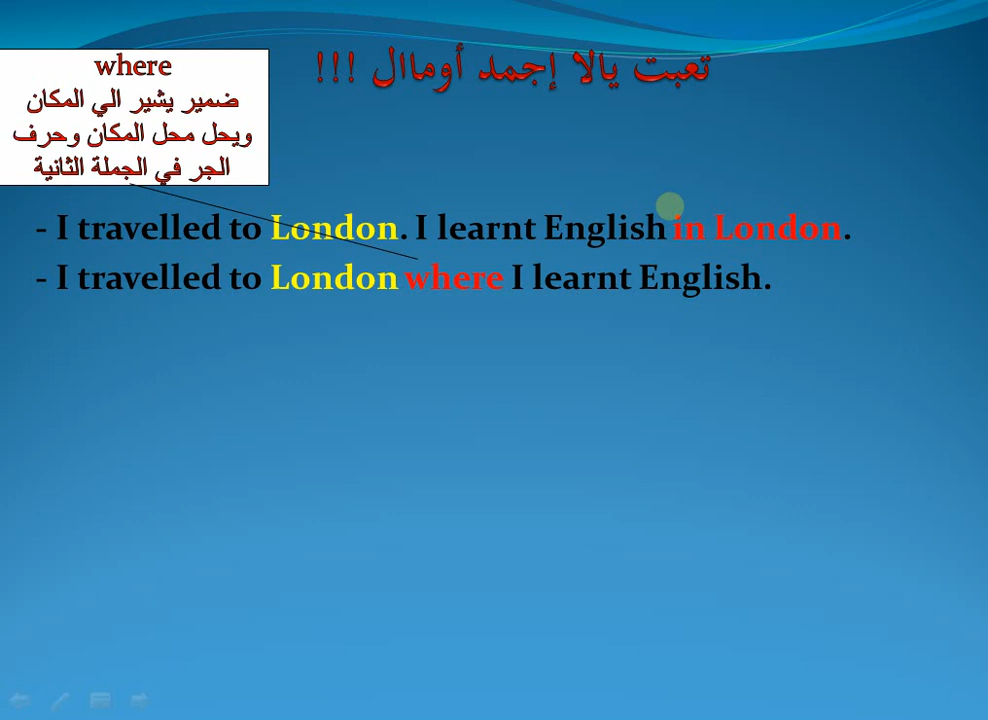 تعبت يالا إجمد أوماال !!!
where
ضمير يشير الي المكان
ويحل محل المكان وحرف
الجر في الجملة الثانية
- I travelled to London. I learnt English in London.
- I travelled to London where I learnt English.